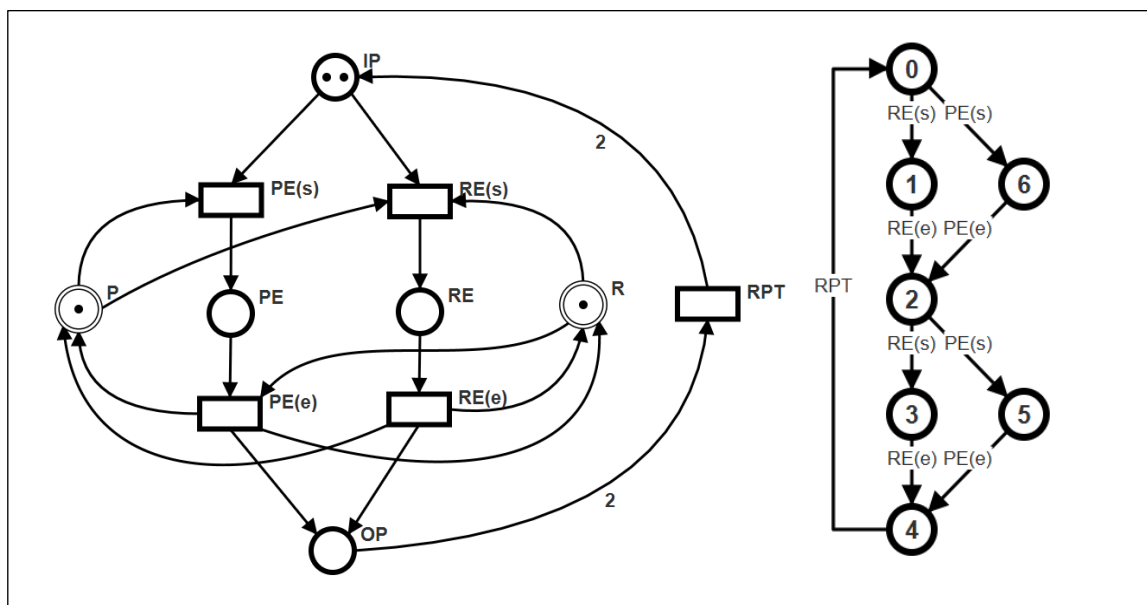 IP
2
PE(s)
RE(s)
P
PE
RE
R
RPT
PE(e)
RE(e)
2
OP
0
RE(s) PE(s)
1
6
RE(e) PE(e)
RPT
2
RE(s) PE(s)
3
5
RE(e) PE(e)
4